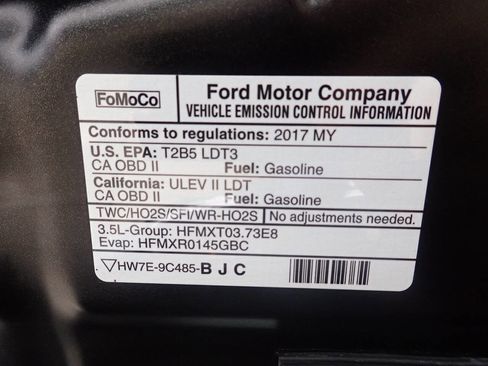 FoMoCo
Ford Motor Company
VEHICLE EMISSION CONTROL INFORMATION
Conforms to regulations: 2017 MY
U.S. EPA: T2B5 LDT3
CA OBD II Fuel: Gasoline
California: ULEV II LDT
CA OBD II Fuel: Gasoline
TWC/HO2S/SFI/WR-HO2S No adjustments needed.
3.5L-Group: HFMXT03.73E8
Evap: HFMXR0145GBC
HW7E-9C485-B J C